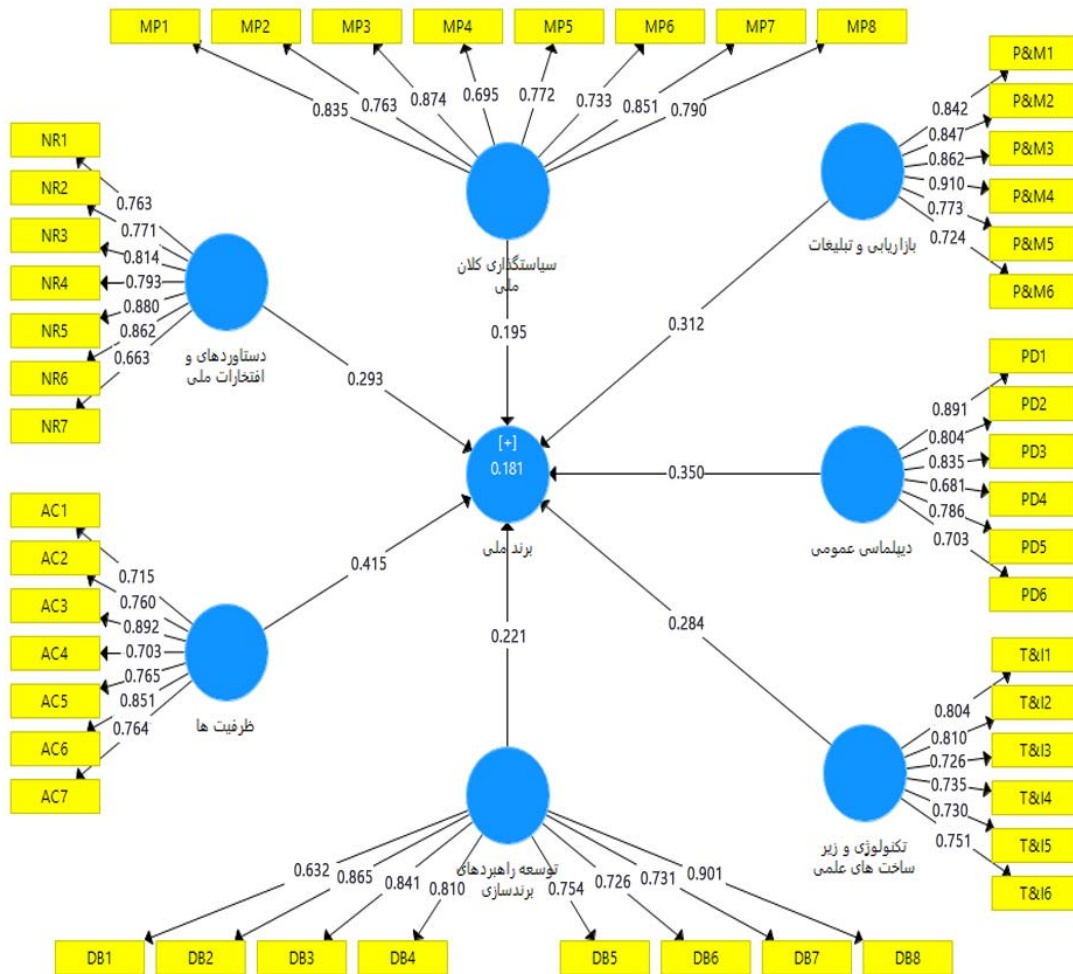 MP1
MP2
MP3
MP4
MP5
MP6
MP7
MP8
0.835
0.763
0.874
0.695
0.772
0.733
0.851
0.790
سیاستگذاری کلان
ملی
0.195
P&M1
P&M2
P&M3
P&M4
P&M5
P&M6
0.842
0.847
0.862
0.910
0.773
0.724
بازاریابی و تبلیغات
0.312
NR1
NR2
NR3
NR4
NR5
NR6
NR7
0.763
0.771
0.814
0.793
0.880
0.862
0.663
دستاوردهای و
افتخارات ملی
0.293
[+]
0.181
برند ملی
PD1
PD2
PD3
PD4
PD5
PD6
0.891
0.804
0.835
0.681
0.786
0.703
دیپلماسی عمومی
0.350
AC1
AC2
AC3
AC4
AC5
AC6
AC7
0.715
0.760
0.892
0.703
0.765
0.851
0.764
ظرفیت ها
0.415
0.221
0.284
T&I1
T&I2
T&I3
T&I4
T&I5
T&I6
0.804
0.810
0.726
0.735
0.730
0.751
تکنولوژی و زیر
ساخت های علمی
توسعه راهبردهای
برندسازی
0.632
0.865
0.841
0.810
0.754
0.726
0.731
0.901
DB1
DB2
DB3
DB4
DB5
DB6
DB7
DB8